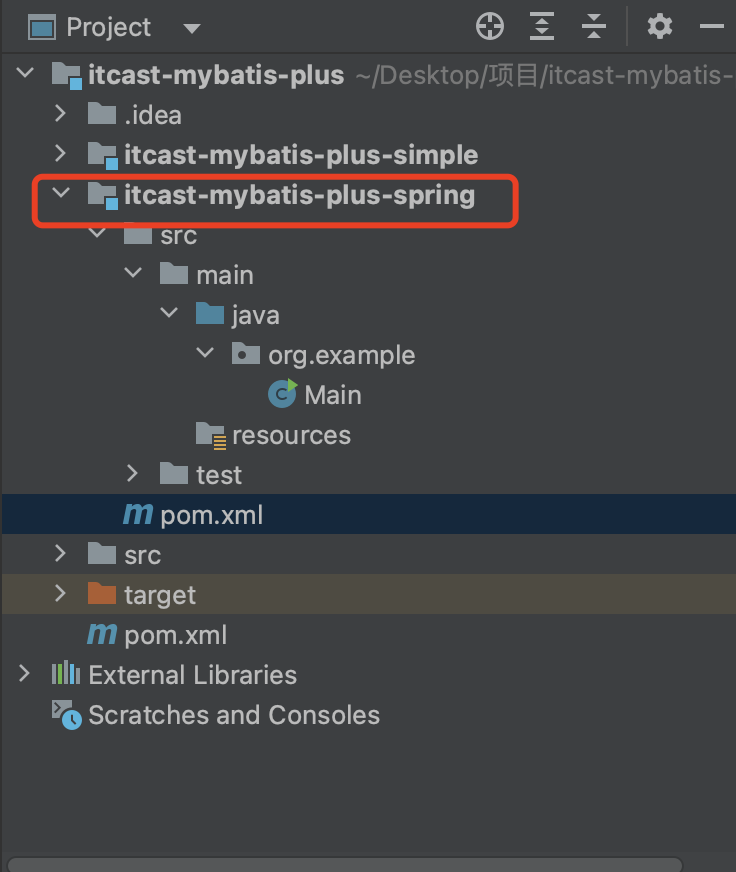 Project
itcast-mybatis-plus ~/Desktop/项目/itcast-mybatis-
.idea
itcast-mybatis-plus-simple
itcast-mybatis-plus-spring
src
main
java
org.example
C Main
resources
test
m pom.xml
src
target
m pom.xml
External Libraries
Scratches and Consoles